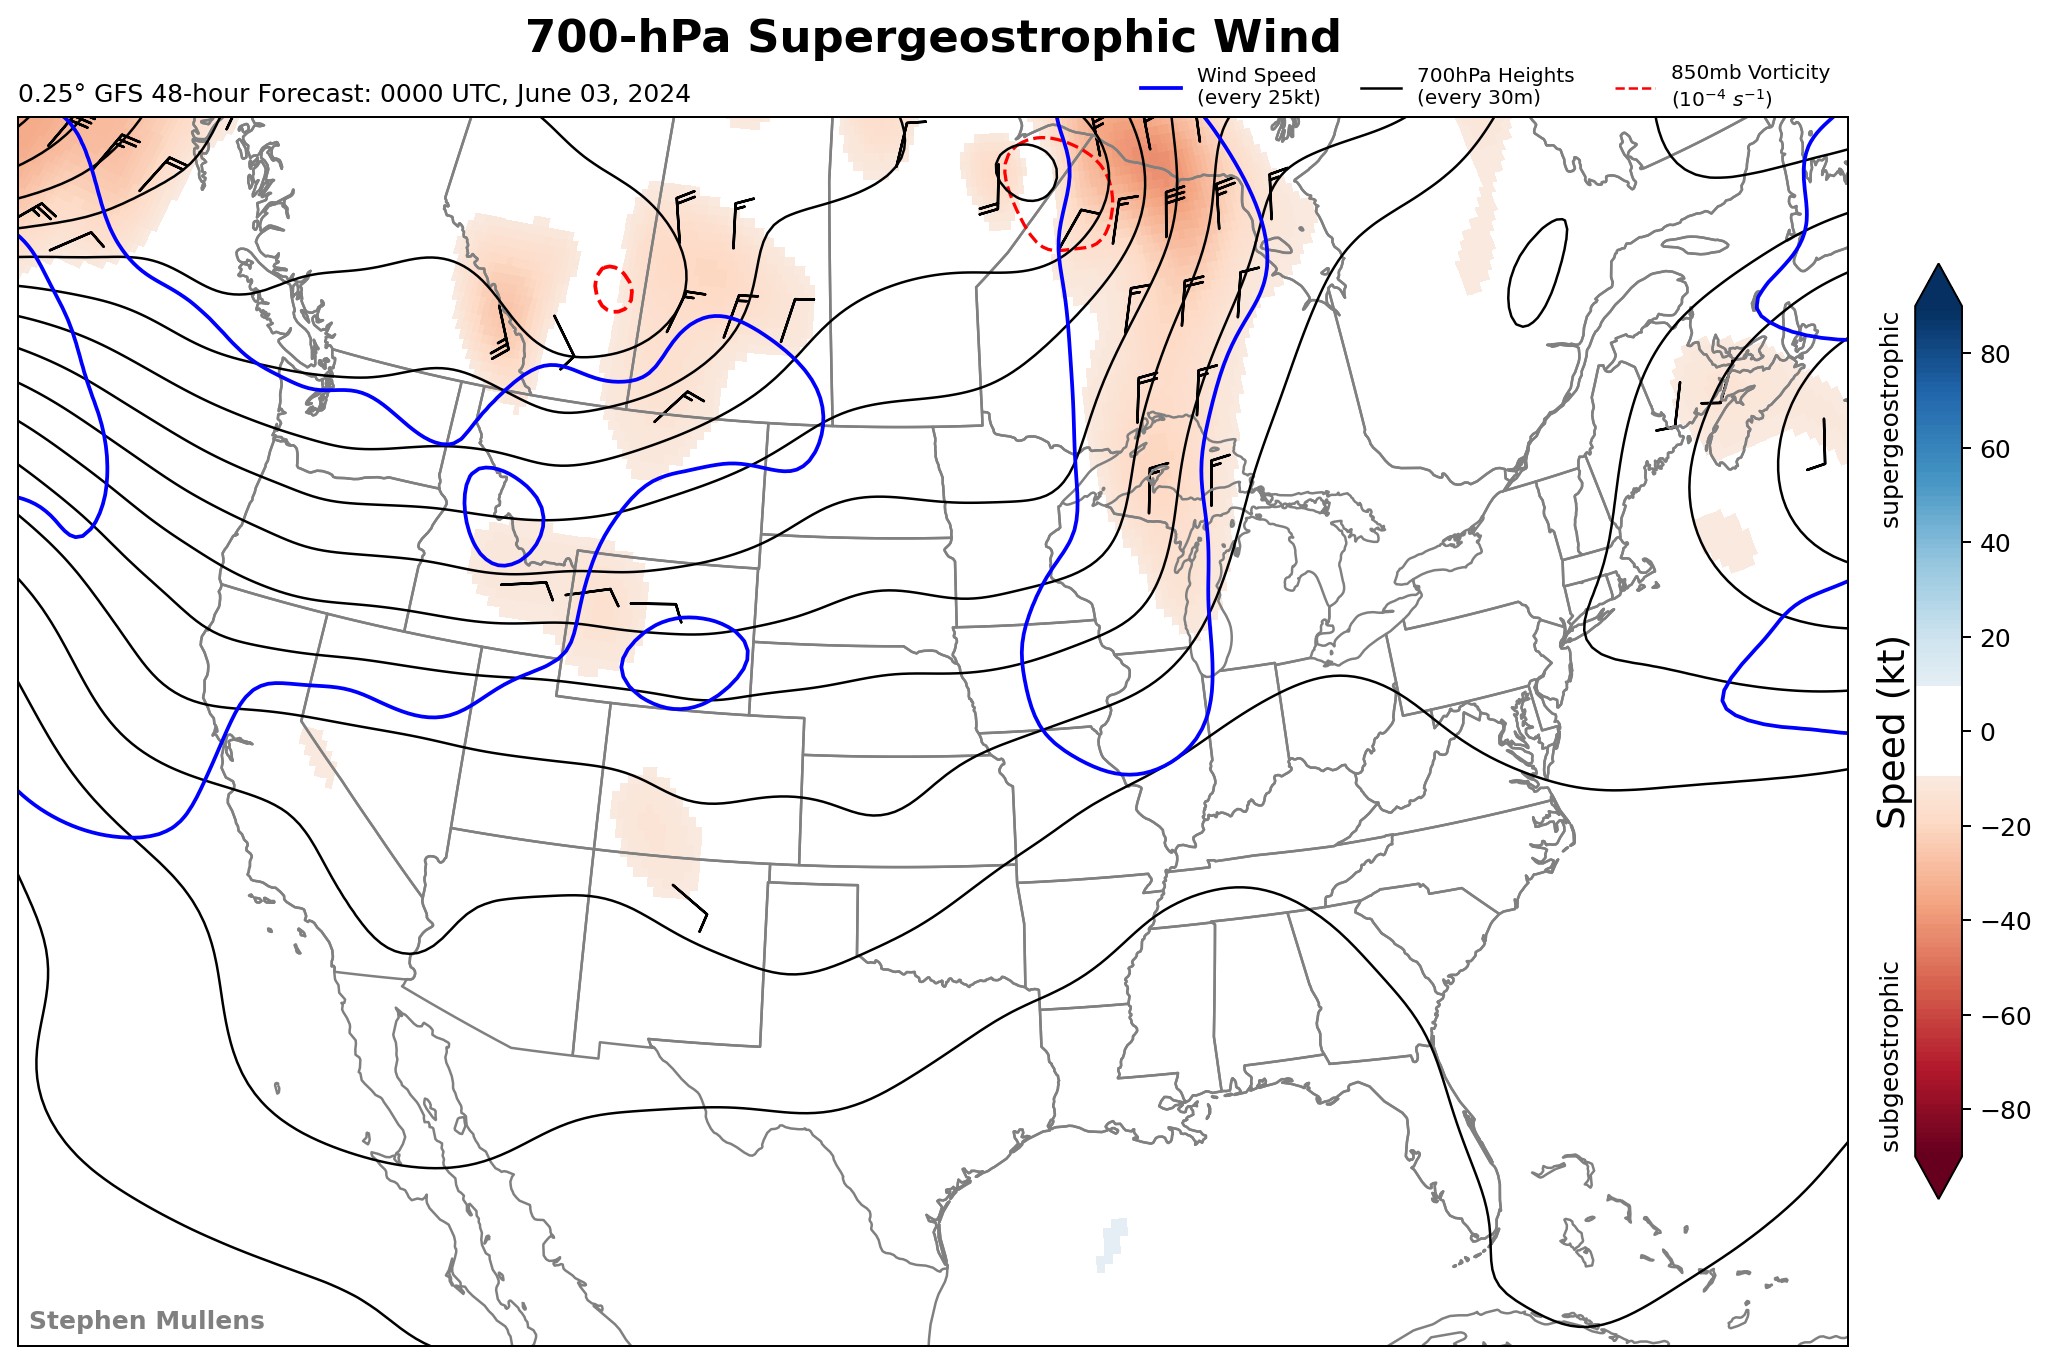 700-hPa Supergeostrophic Wind
0.25° GFS 48-hour Forecast: 0000 UTC, June 03, 2024
Wind Speed
(every 25kt)
700hPa Heights
(every 30m)
850mb Vorticity
(10⁻⁴ s⁻¹)
supergeostrophic
Speed (kt)
subgeostrophic
80
60
40
20
0
−20
−40
−60
−80
Stephen Mullens